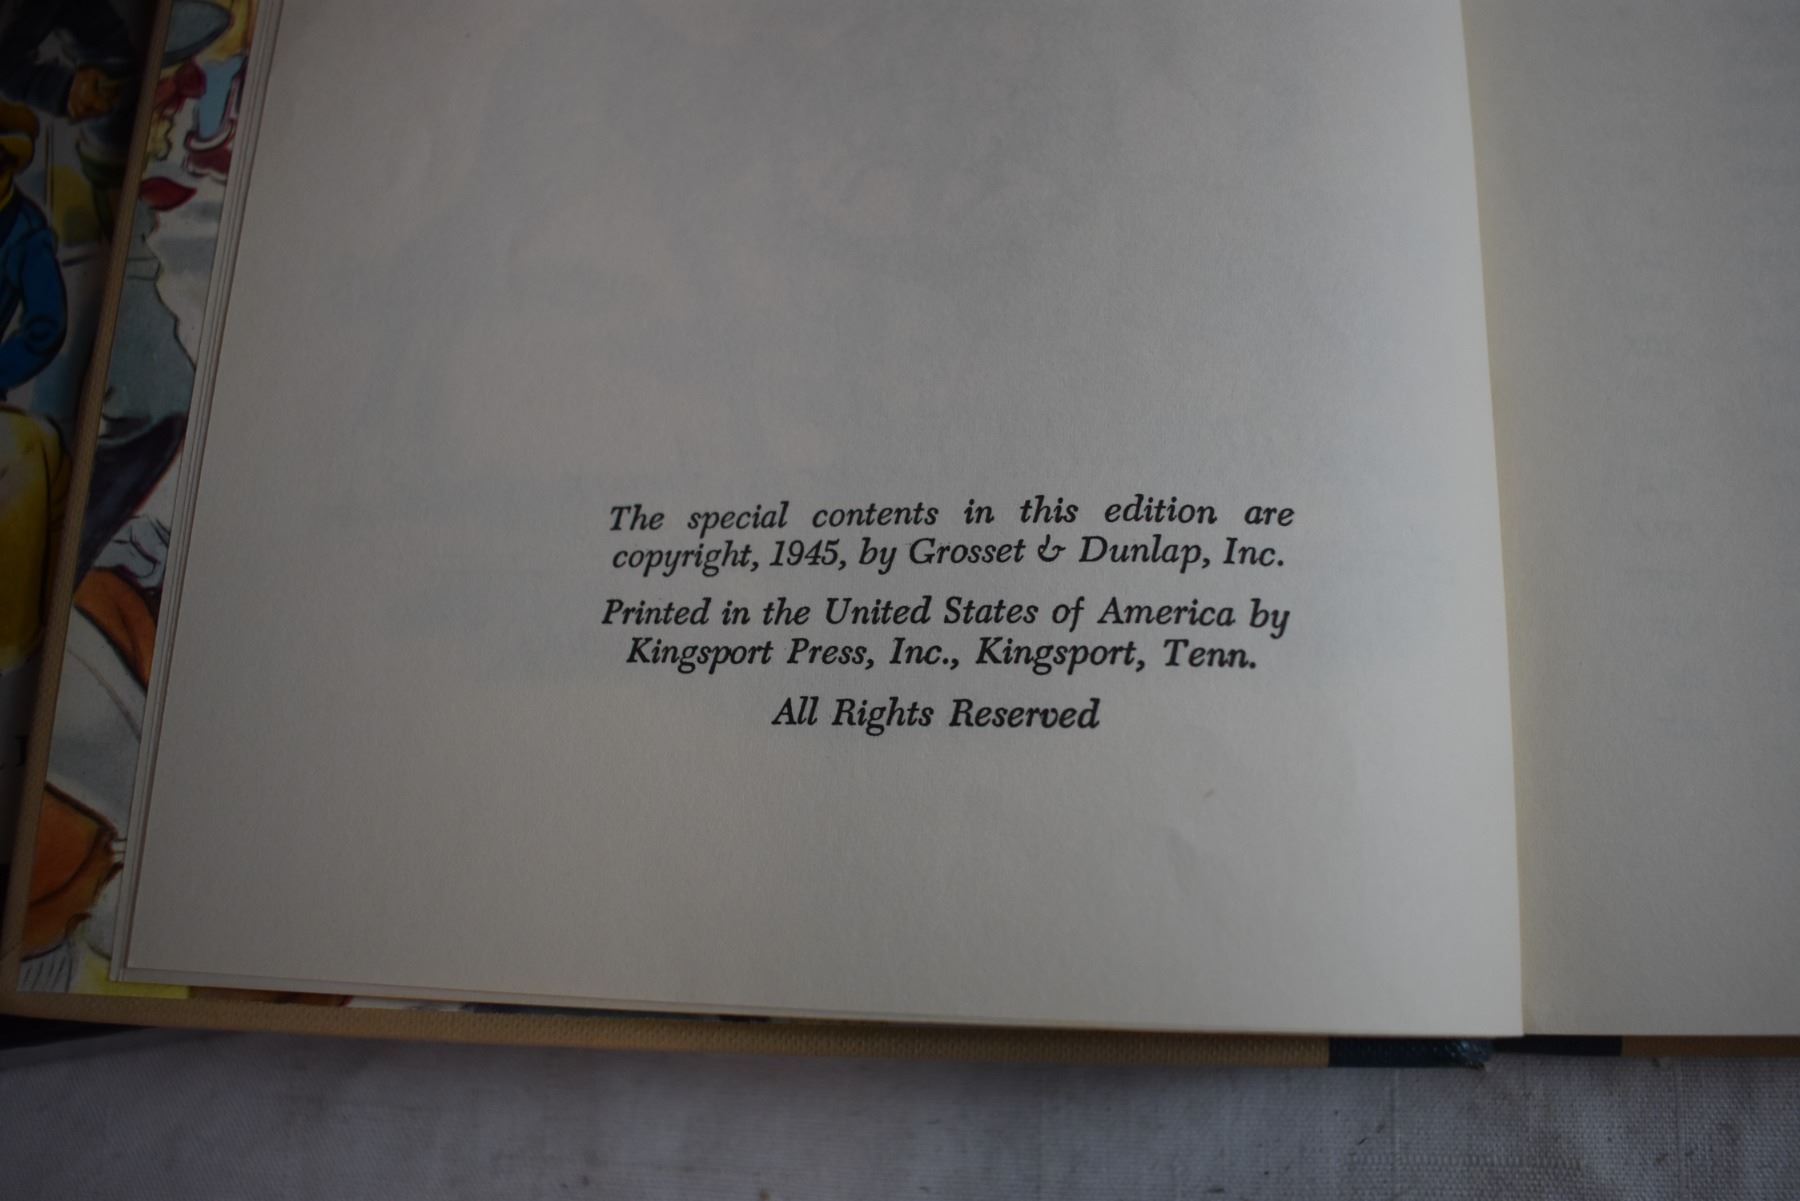 The special contents in this edition are
copyright, 1945, by Grosset & Dunlap, Inc.
Printed in the United States of America by
Kingsport Press, Inc., Kingsport, Tenn.
All Rights Reserved